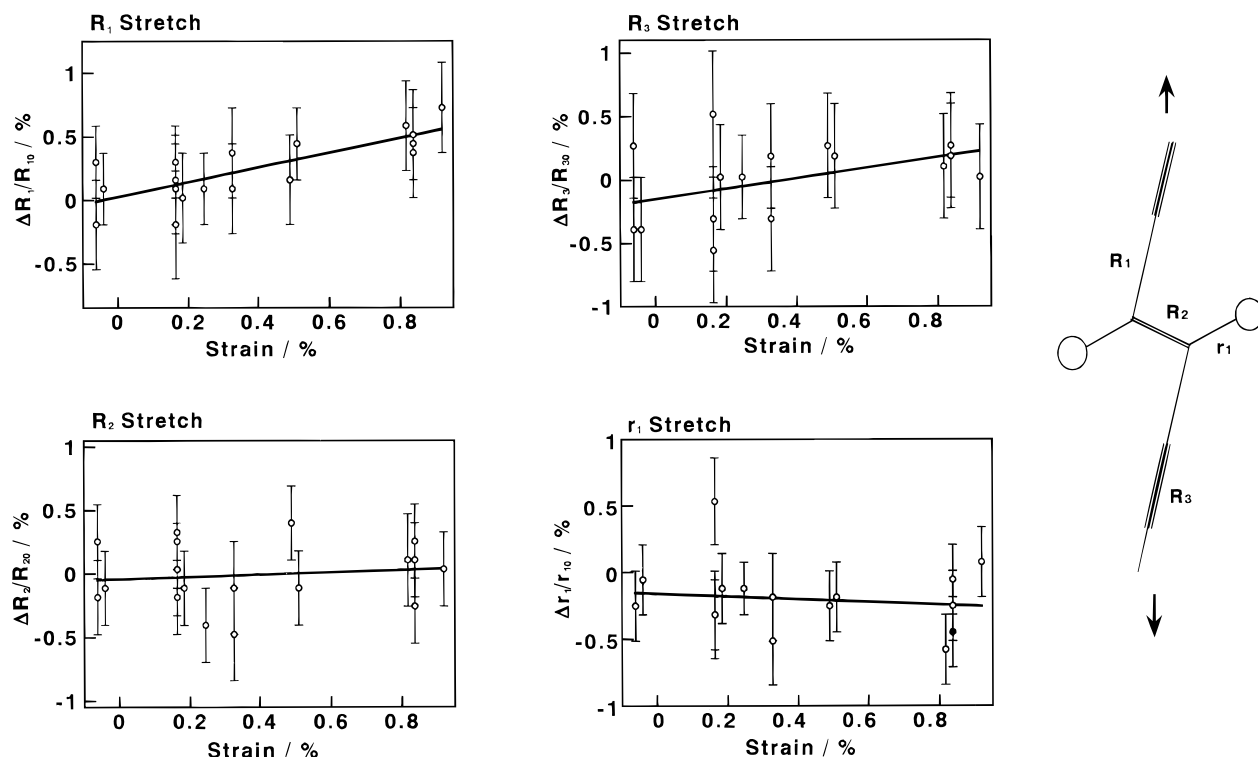 R₁ Stretch
1
0.5
0
-0.5
ΔR₁/R₁₀ / %
0 0.2 0.4 0.6 0.8
Strain / %
R₃ Stretch
1
0.5
0
-0.5
-1
ΔR₃/R₃₀ / %
0 0.2 0.4 0.6 0.8
Strain / %
R₂ Stretch
1
0.5
0
-0.5
-1
ΔR₂/R₂₀ / %
0 0.2 0.4 0.6 0.8
Strain / %
r₁ Stretch
1
0.5
0
-0.5
-1
Δr₁/r₁₀ / %
0 0.2 0.4 0.6 0.8
Strain / %
R₁
R₂
r₁
R₃